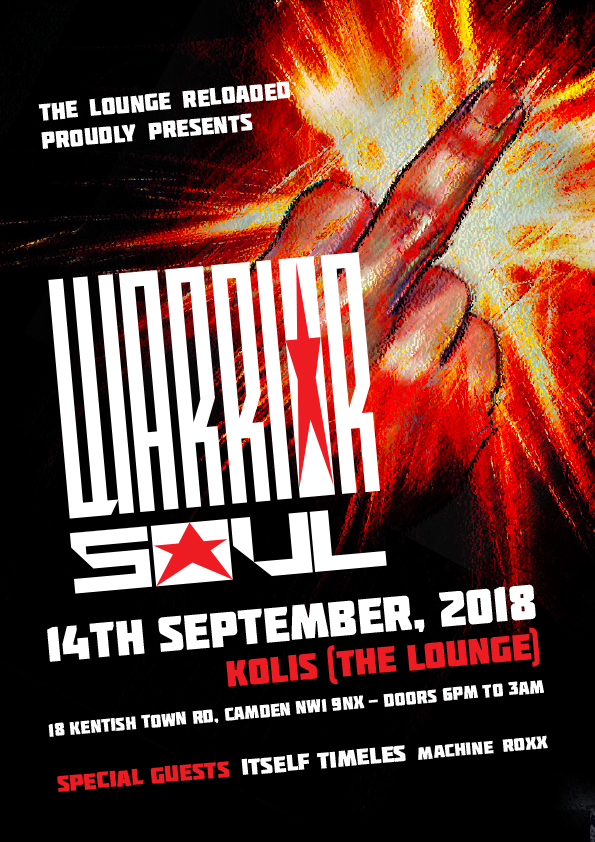 THE LOUNGE RELOADED
PROUDLY PRESENTS
WARRIOR
SOUL
14TH SEPTEMBER, 2018
KOLIS (THE LOUNGE)
18 KENTISH TOWN RD, CAMDEN NW1 9NX – DOORS 6PM TO 3AM
SPECIAL GUESTS ITSELF TIMELES MACHINE ROXX